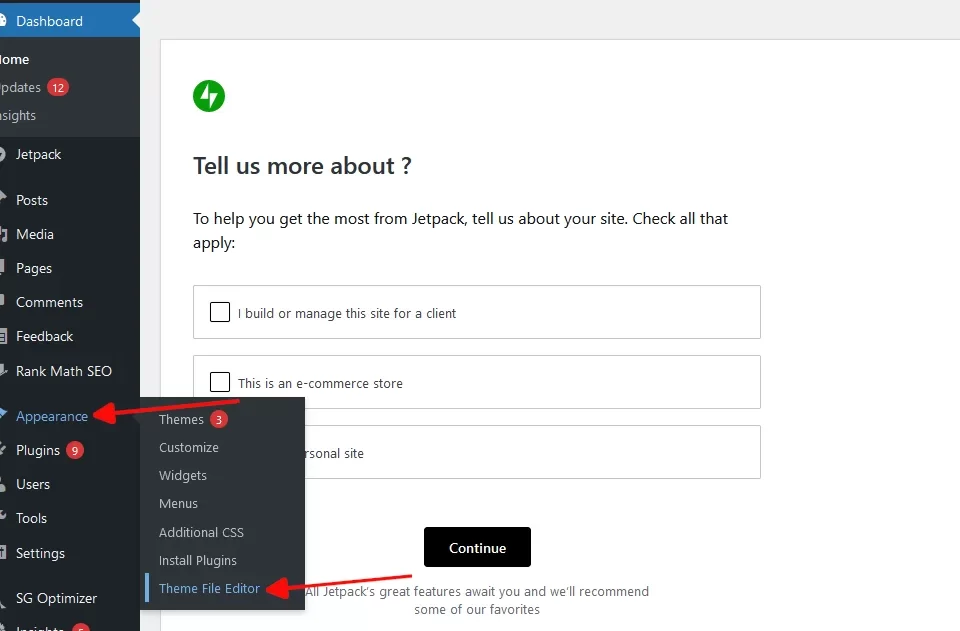 Dashboard
ome
pdates 12
nsights
Jetpack
Posts
Media
Pages
Comments
Feedback
Rank Math SEO
Appearance
Plugins 9
Users
Tools
Settings
SG Optimizer
Insights 5
Themes 3
Customize
Widgets
Menus
Additional CSS
Install Plugins
Theme File Editor
Tell us more about ?
To help you get the most from Jetpack, tell us about your site. Check all that
apply:
I build or manage this site for a client
This is an e-commerce store
rsonal site
Continue
All Jetpack's great features await you and we'll recommend
some of our favorites